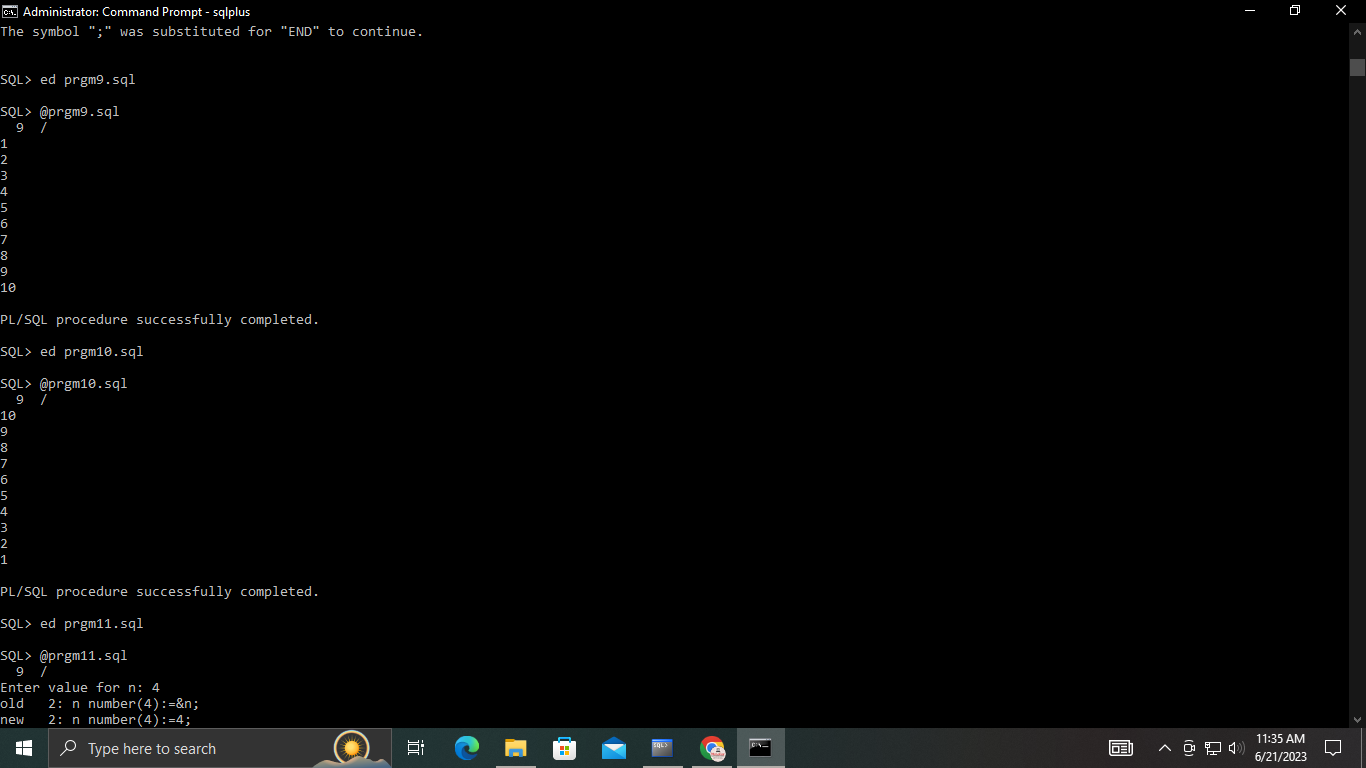 Administrator: Command Prompt - sqlplus
The symbol ";" was substituted for "END" to continue.
SQL> ed prgm9.sql
SQL> @prgm9.sql
  9  /
1
2
3
4
5
6
7
8
9
10
PL/SQL procedure successfully completed.
SQL> ed prgm10.sql
SQL> @prgm10.sql
  9  /
10
9
8
7
6
5
4
3
2
1
PL/SQL procedure successfully completed.
SQL> ed prgm11.sql
SQL> @prgm11.sql
  9  /
Enter value for n: 4
old   2: n number(4):=&n;
new   2: n number(4):=4;
Type here to search
11:35 AM
6/21/2023